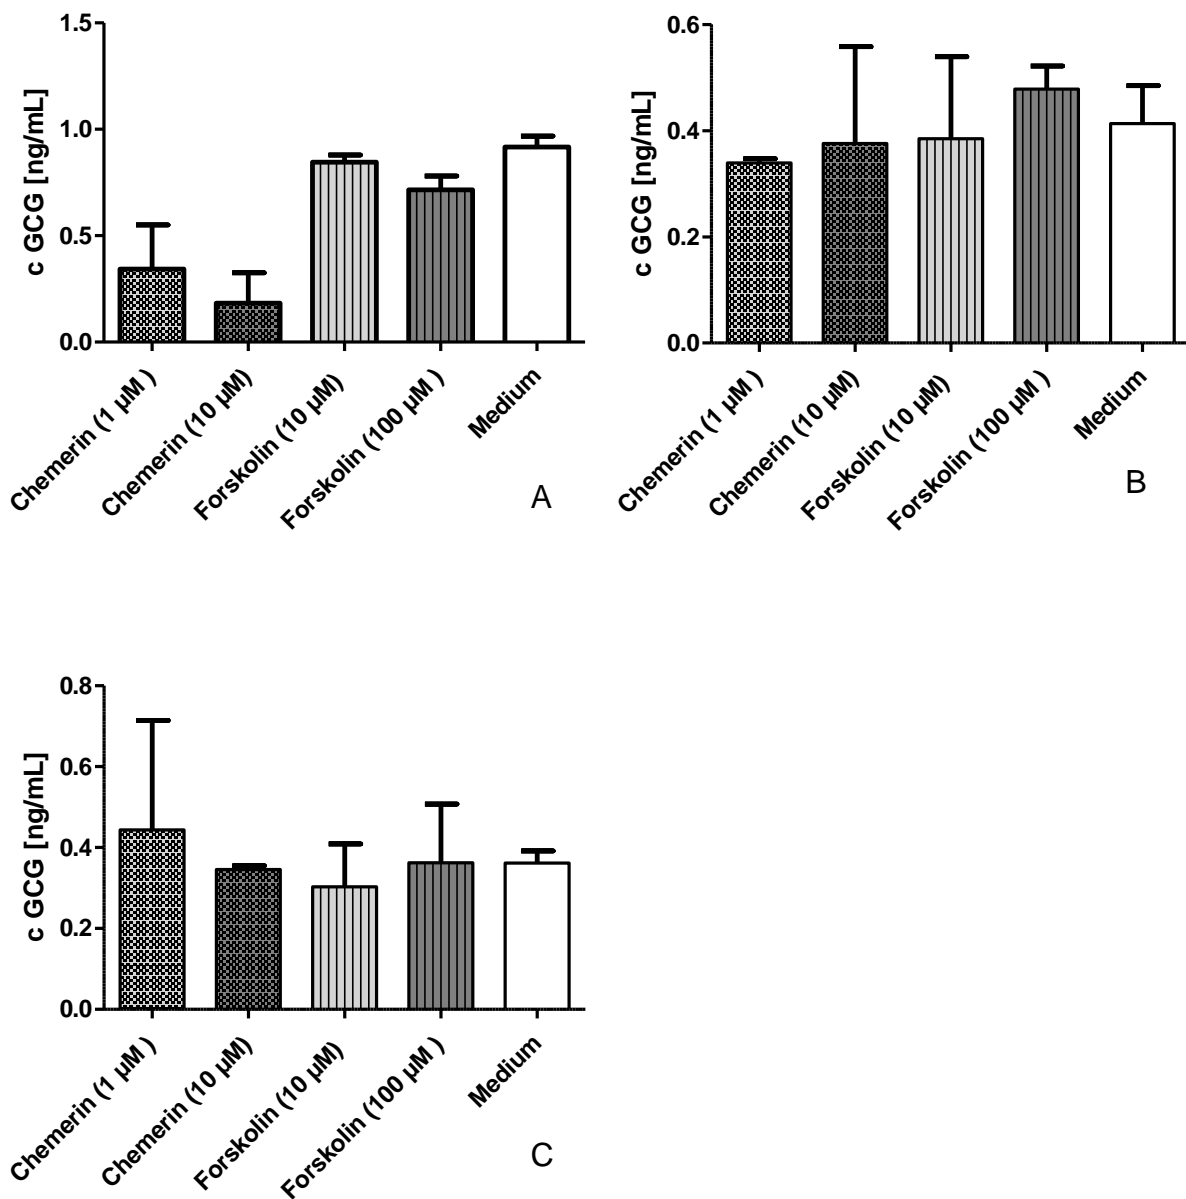 c GCG [ng/mL]
1.5
1.0
0.5
0.0
Chemerin (1 µM )
Chemerin (10 µM)
Forskolin (10 µM)
Forskolin (100 µM )
Medium
A
c GCG [ng/mL]
0.6
0.4
0.2
0.0
Chemerin (1 µM )
Chemerin (10 µM)
Forskolin (10 µM)
Forskolin (100 µM )
Medium
B
c GCG [ng/mL]
0.8
0.6
0.4
0.2
0.0
Chemerin (1 µM )
Chemerin (10 µM)
Forskolin (10 µM)
Forskolin (100 µM )
Medium
C